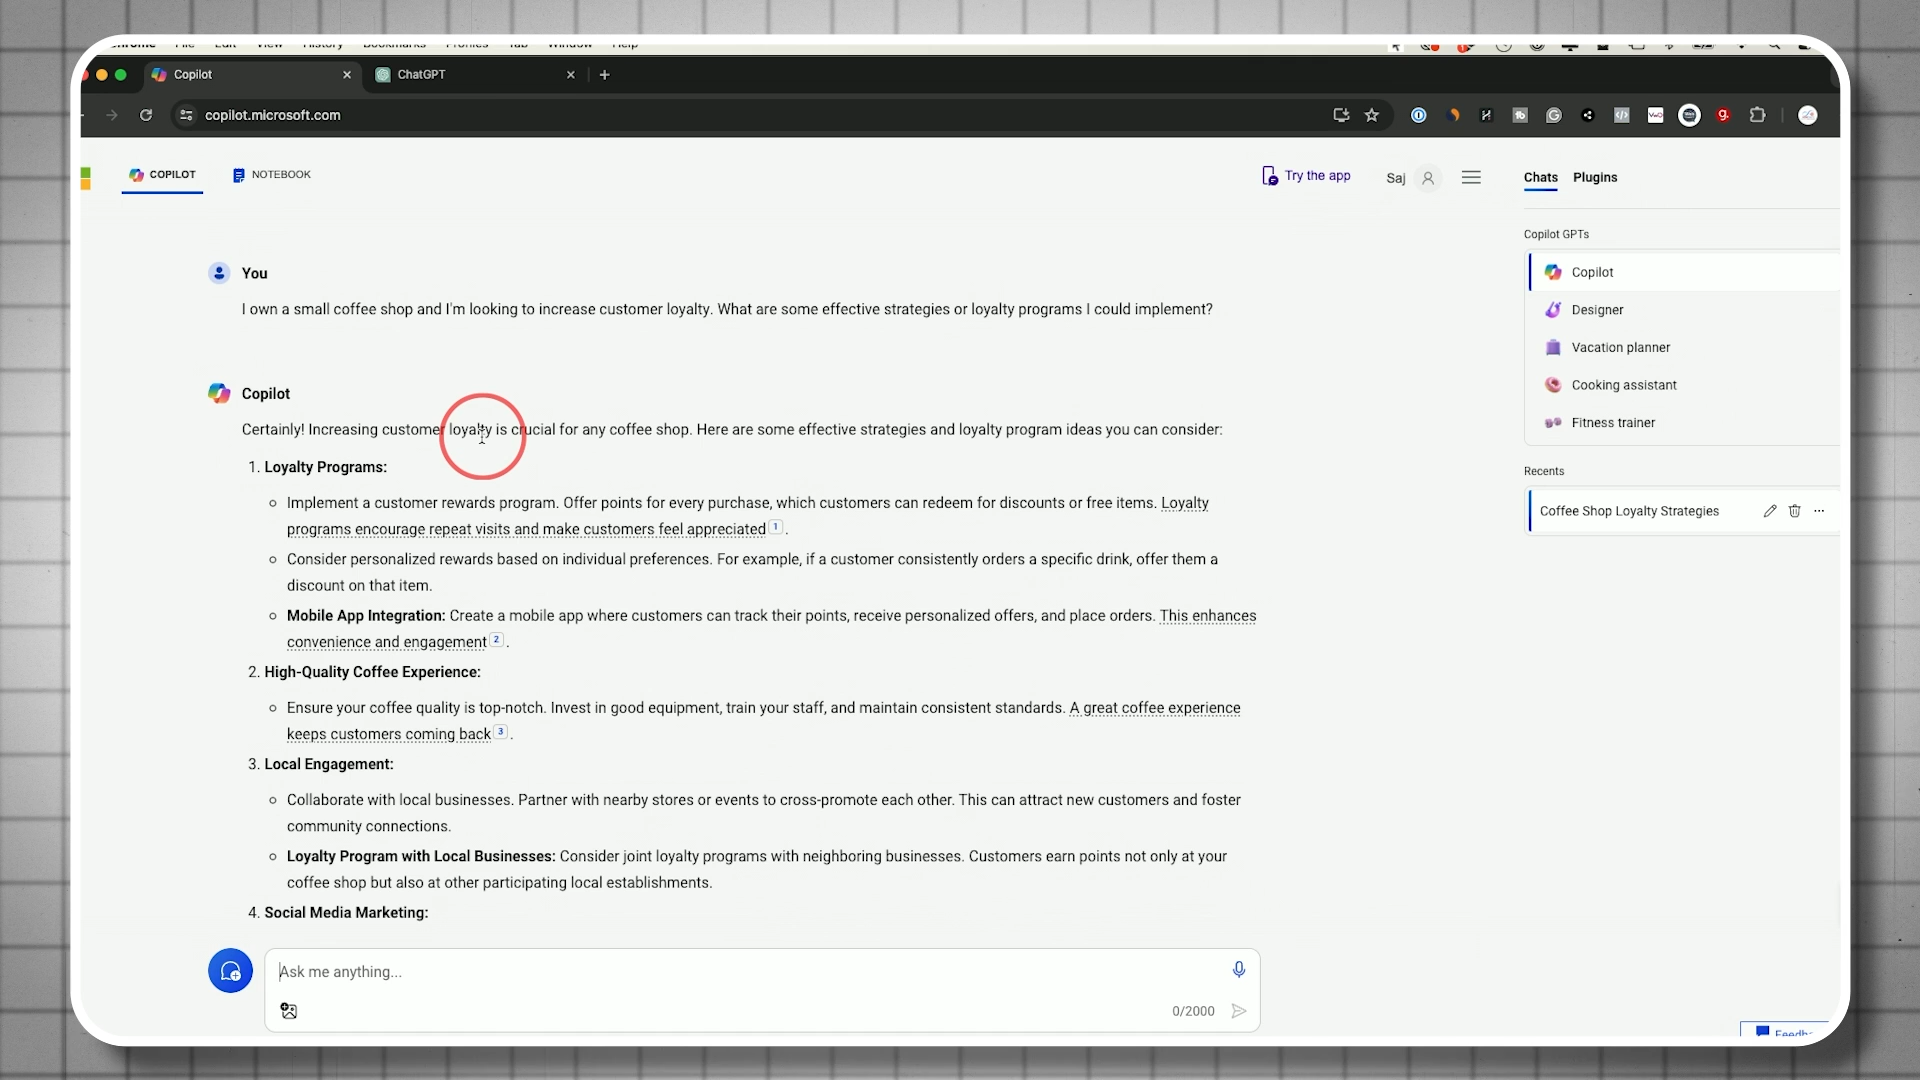 Chrome File Edit View History Bookmarks Profiles Tab Window Help
Copilot
ChatGPT
copilot.microsoft.com
COPILOT
NOTEBOOK
Try the app
Saj
Chats
Plugins
Copilot GPTs
Copilot
Designer
Vacation planner
Cooking assistant
Fitness trainer
Recents
Coffee Shop Loyalty Strategies
You
I own a small coffee shop and I'm looking to increase customer loyalty. What are some effective strategies or loyalty programs I could implement?
Copilot
Certainly! Increasing customer loyalty is crucial for any coffee shop. Here are some effective strategies and loyalty program ideas you can consider:
1. Loyalty Programs:
Implement a customer rewards program. Offer points for every purchase, which customers can redeem for discounts or free items. Loyalty
programs encourage repeat visits and make customers feel appreciated 1 .
Consider personalized rewards based on individual preferences. For example, if a customer consistently orders a specific drink, offer them a
discount on that item.
Mobile App Integration: Create a mobile app where customers can track their points, receive personalized offers, and place orders. This enhances
convenience and engagement 2 .
2. High-Quality Coffee Experience:
Ensure your coffee quality is top-notch. Invest in good equipment, train your staff, and maintain consistent standards. A great coffee experience
keeps customers coming back 3 .
3. Local Engagement:
Collaborate with local businesses. Partner with nearby stores or events to cross-promote each other. This can attract new customers and foster
community connections.
Loyalty Program with Local Businesses: Consider joint loyalty programs with neighboring businesses. Customers earn points not only at your
coffee shop but also at other participating local establishments.
4. Social Media Marketing:
Ask me anything...
0/2000